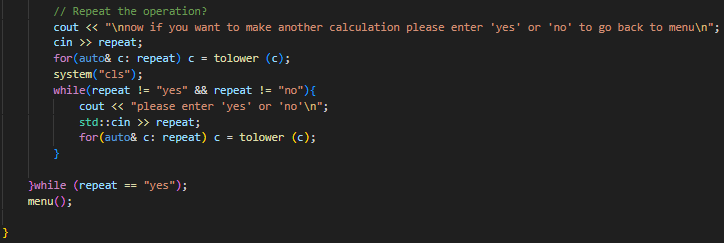 // Repeat the operation?
cout << "\nnow if you want to make another calculation please enter 'yes' or 'no' to go back to menu\n";
cin >> repeat;
for(auto& c: repeat) c = tolower (c);
system("cls");
while(repeat != "yes" && repeat != "no"){
cout << "please enter 'yes' or 'no'\n";
std::cin >> repeat;
for(auto& c: repeat) c = tolower (c);
}
}while (repeat == "yes");
menu();
}